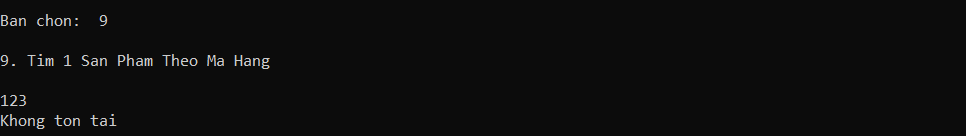 Ban chon:  9
9. Tim 1 San Pham Theo Ma Hang
123
Khong ton tai